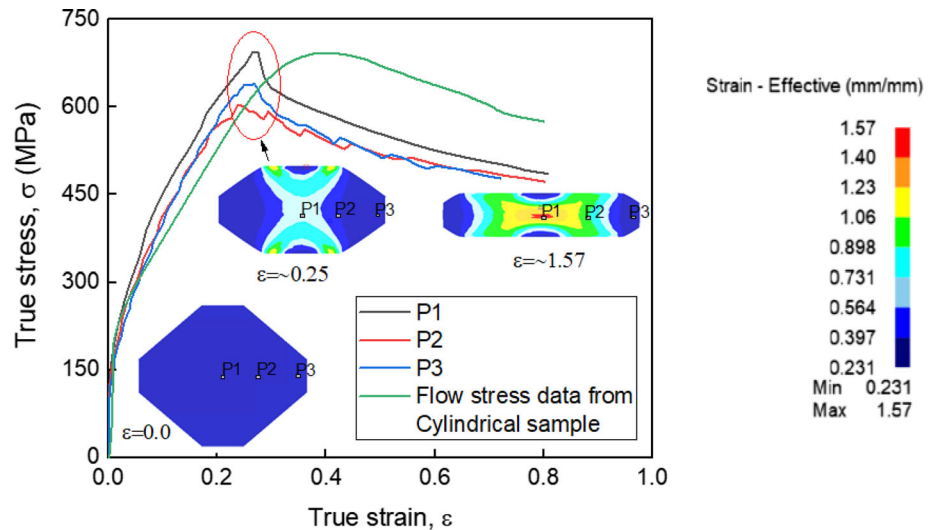 750
600
450
300
150
0
True stress, σ (MPa)
P1 P2 P3
ε=~0.25
P1 P2 P3
ε=~1.57
P1 P2 P3
ε=0.0
P1
P2
P3
Flow stress data from
Cylindrical sample
0.0 0.2 0.4 0.6 0.8 1.0
True strain, ε
Strain - Effective (mm/mm)
1.57
1.40
1.23
1.06
0.898
0.731
0.564
0.397
0.231
Min 0.231
Max 1.57